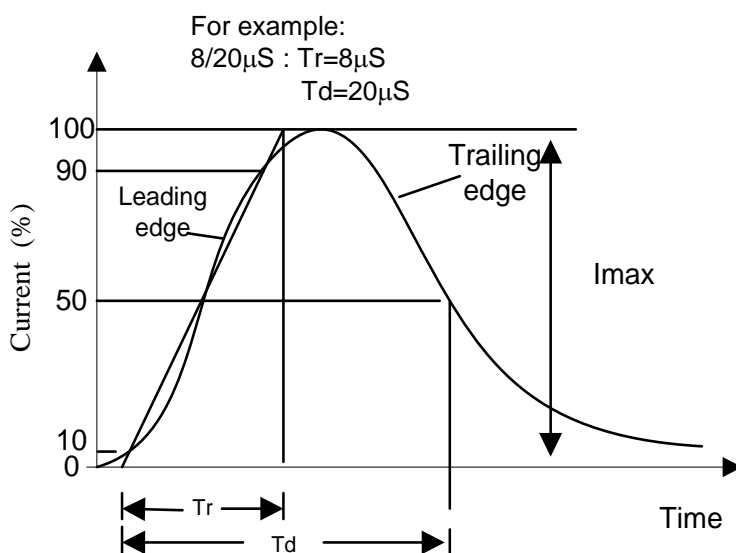 For example:
8/20μS : Tr=8μS
Td=20μS
100
90
Leading
edge
Trailing
edge
Current (%)
50
Imax
10
0
Tr
Time
Td